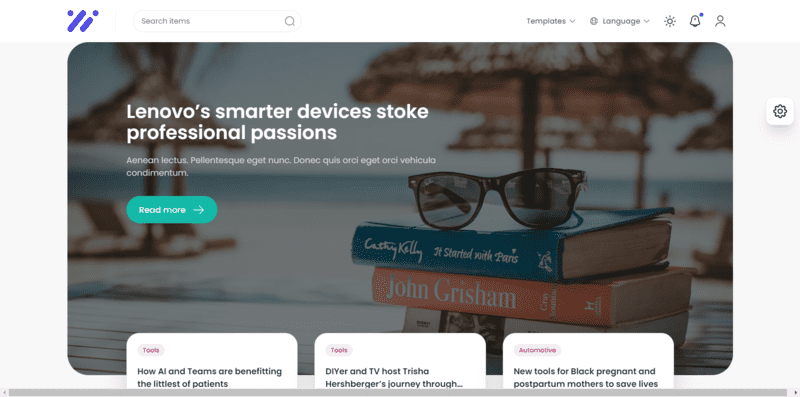 Search items
Templates
Language
Lenovo’s smarter devices stoke
professional passions
Aenean lectus. Pellentesque eget nunc. Donec quis orci eget orci vehicula
condimentum.
Read more
Cathy Kelly It Started with Paris
John Grisham
Tools
How AI and Teams are benefitting
the littlest of patients
Tools
DIYer and TV host Trisha
Hershberger’s journey through...
Automotive
New tools for Black pregnant and
postpartum mothers to save lives